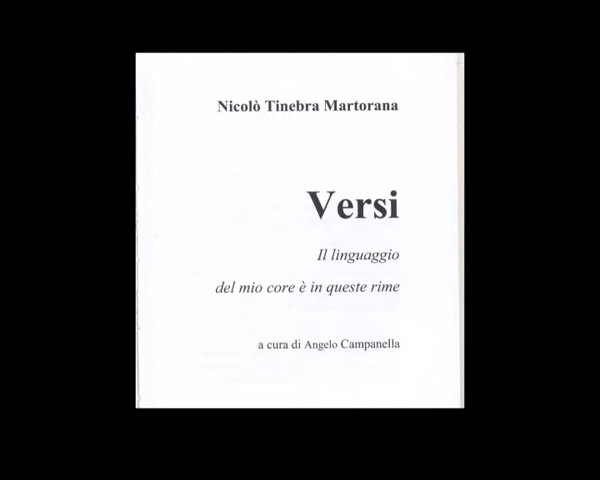 Nicolò Tinebra Martorana
Versi
Il linguaggio
del mio core è in queste rime
a cura di Angelo Campanella